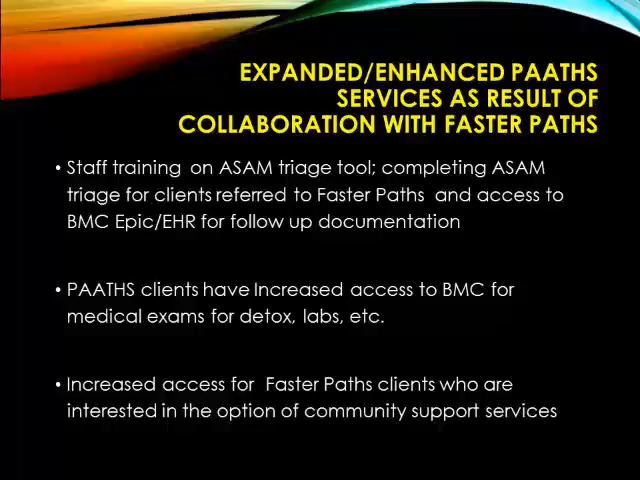 EXPANDED/ENHANCED PAATHS
SERVICES AS RESULT OF
COLLABORATION WITH FASTER PATHS
• Staff training on ASAM triage tool; completing ASAM
triage for clients referred to Faster Paths and access to
BMC Epic/EHR for follow up documentation
• PAATHS clients have Increased access to BMC for
medical exams for detox, labs, etc.
• Increased access for Faster Paths clients who are
interested in the option of community support services